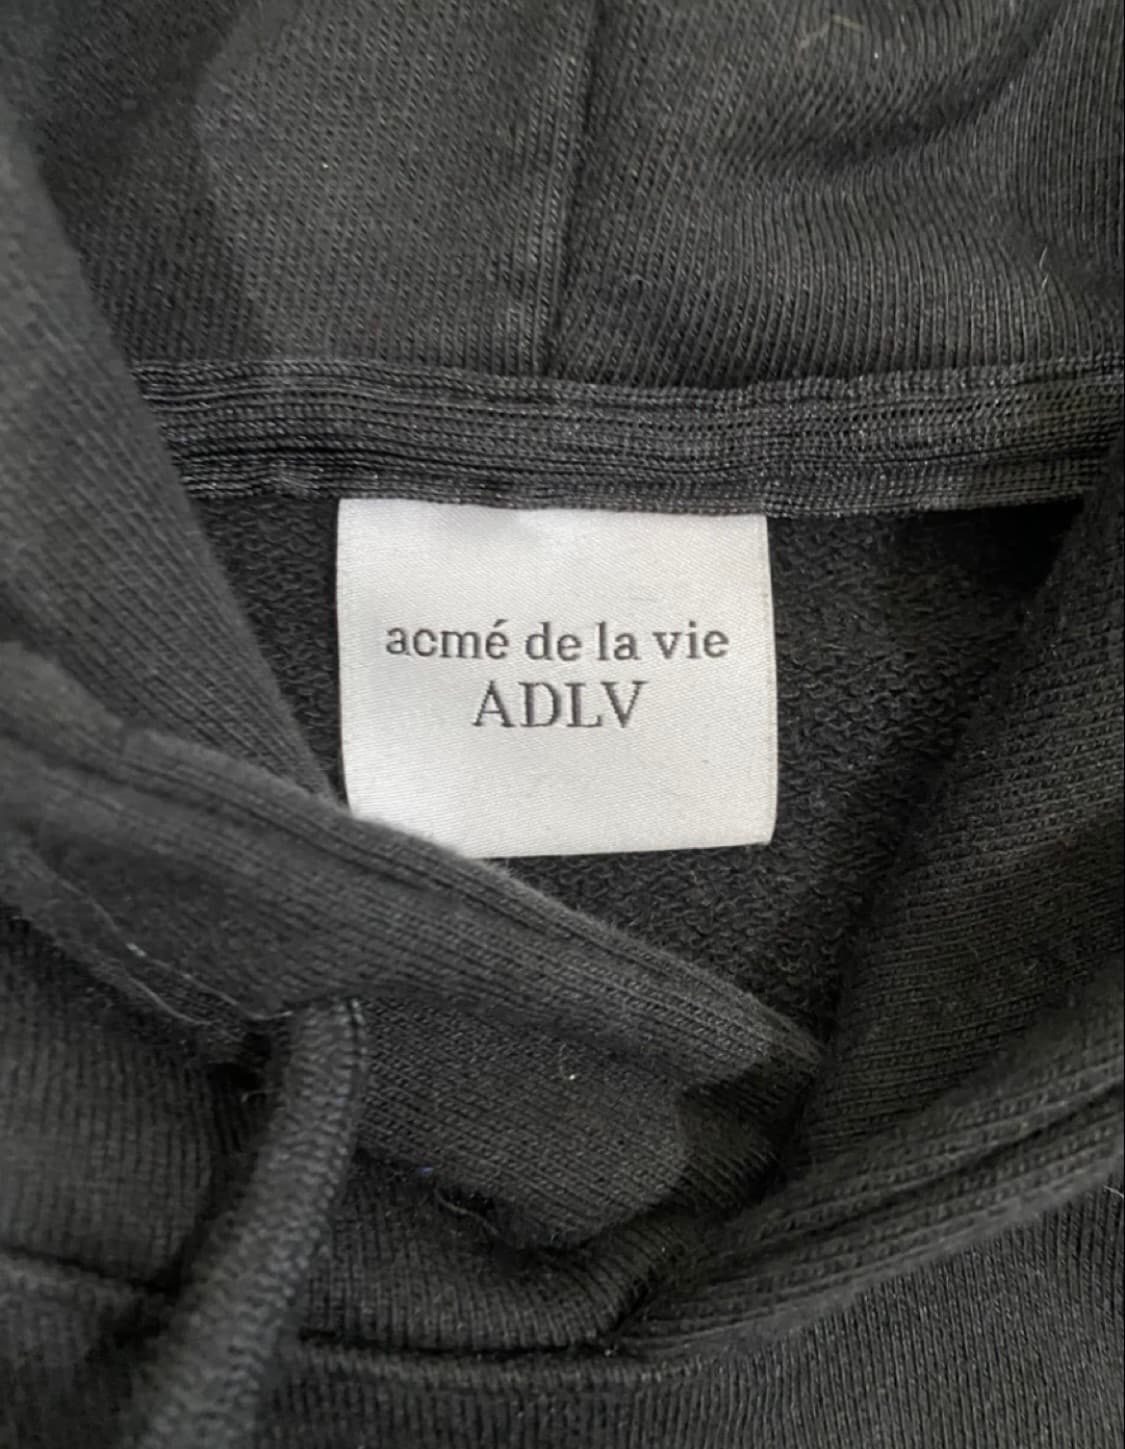 acmé de la vie
ADLV